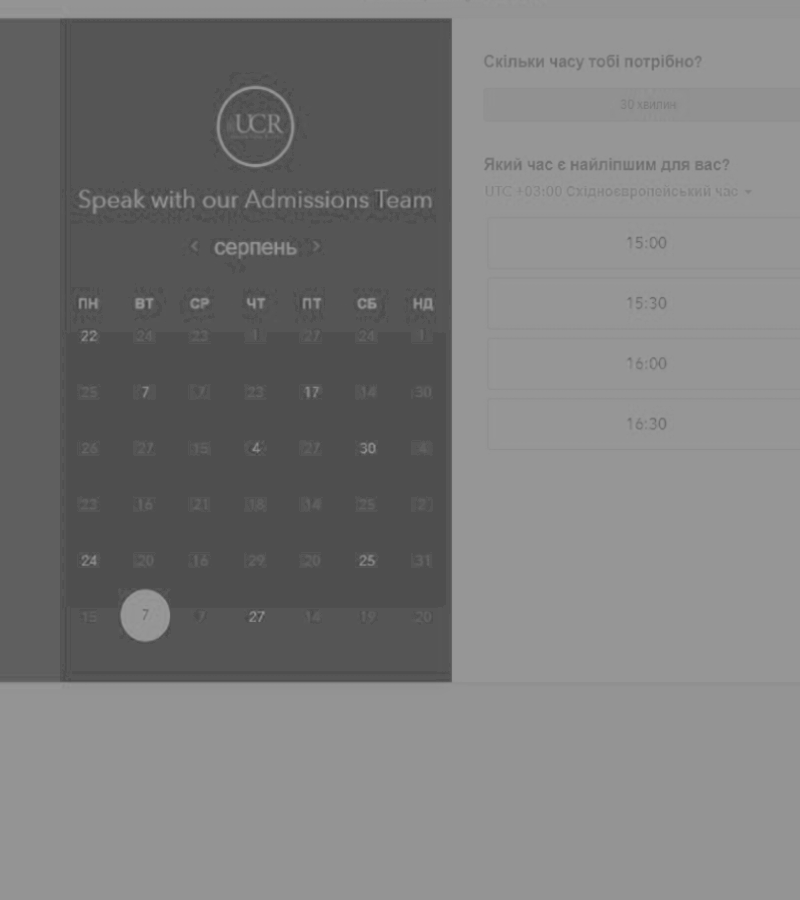 UCR
Speak with our Admissions Team
‹ серпень ›
ПН ВТ СР ЧТ ПТ СБ НД
22 24 23 1 27 24 1
25 7 7 23 17 14 30
26 27 15 4 27 30 4
23 16 21 18 14 25 2
24 20 16 29 20 25 31
15 7 7 27 14 19 20
Скільки часу тобі потрібно?
30 хвилин
Який час є найліпшим для вас?
UTC +03:00 Східноєвропейський час
15:00
15:30
16:00
16:30